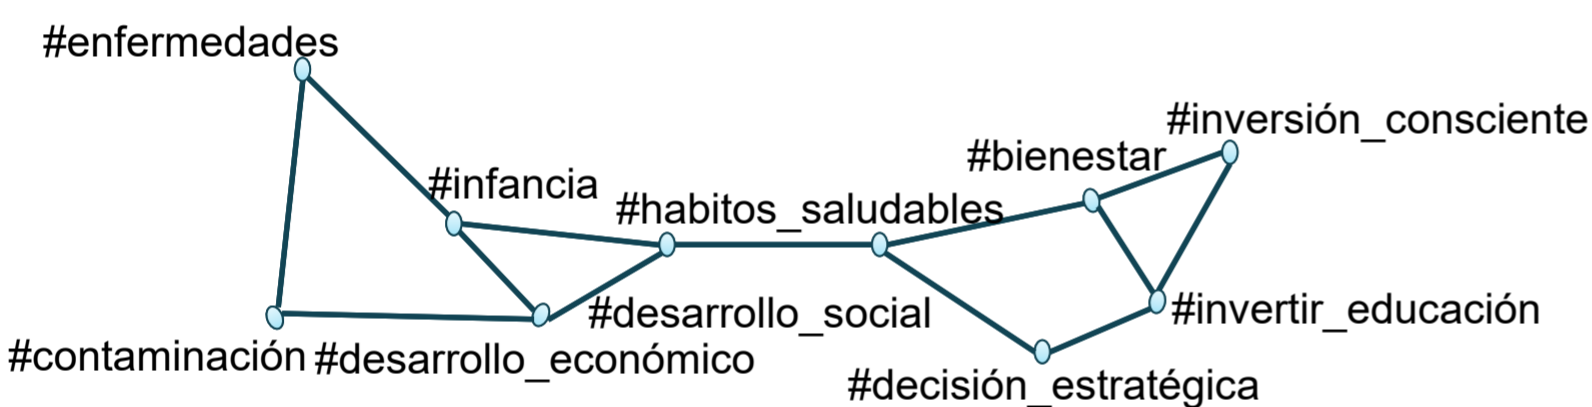 #enfermedades
#inversión_consciente
#bienestar
#infancia
#habitos_saludables
#desarrollo_social
#invertir_educación
#contaminación
#desarrollo_económico
#decisión_estratégica